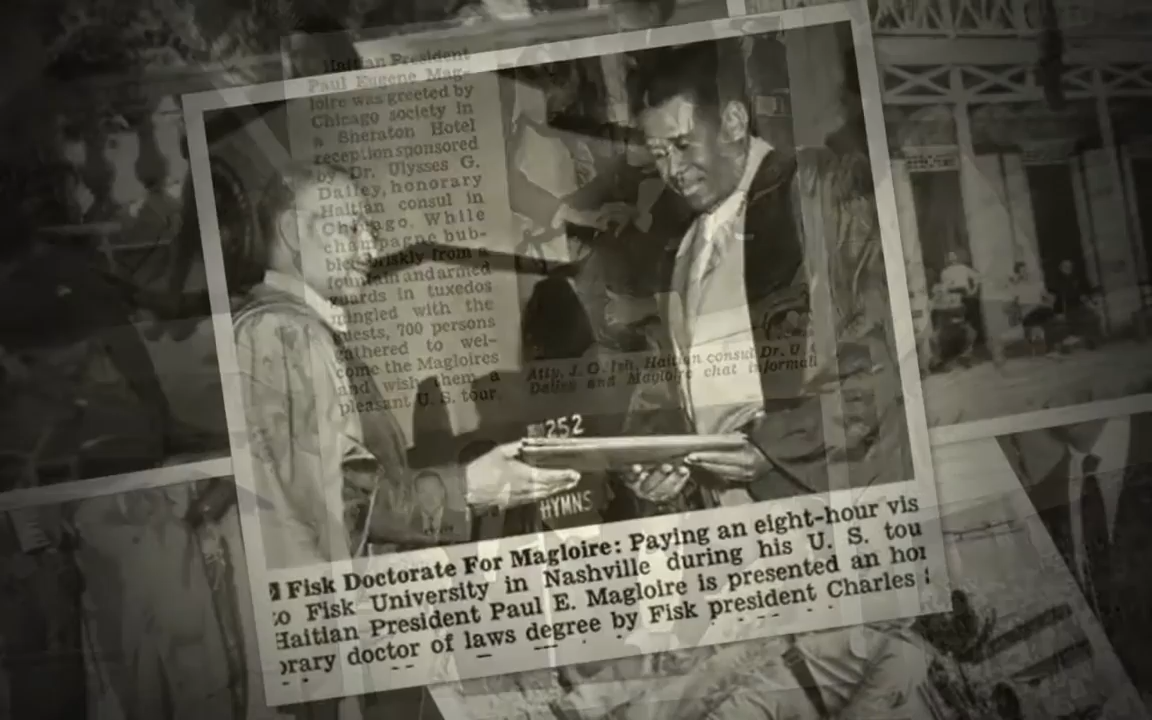 Haitian President
Paul Eugene Mag-
loire was greeted by
Chicago society in
a Sheraton Hotel
reception sponsored
by Dr. Ulysses G.
Dailey, honorary
Haitian consul in
Chicago. While
champagne bub-
bled briskly from a
fountain and armed
guards in tuxedos
mingled with the
guests, 700 persons
gathered to wel-
come the Magloires
and wish them a
pleasant U. S. tour.
Atty. J. G. Ish, Haitian consul Dr. U. G
Dailey and Magloire chat informall
252
HYMNS
Fisk Doctorate For Magloire: Paying an eight-hour vis
to Fisk University in Nashville during his U. S. tou
Haitian President Paul E. Magloire is presented an hon
orary doctor of laws degree by Fisk president Charles